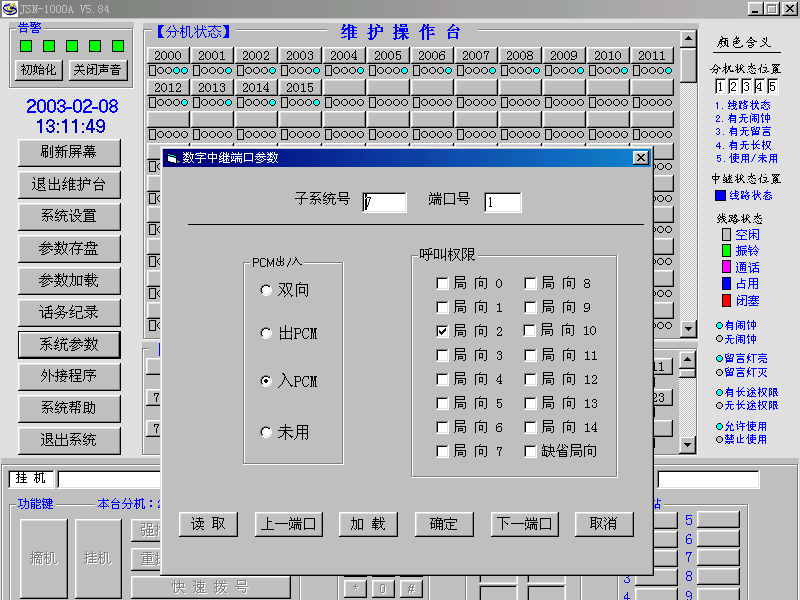 JSN-1000A V5.84
告警
初始化 关闭声音
2003-02-08
13:11:49
刷新屏幕
退出维护台
系统设置
参数存盘
参数加载
话务纪录
系统参数
外接程序
系统帮助
退出系统
【分机状态】 维护操作台
2000 2001 2002 2003 2004 2005 2006 2007 2008 2009 2010 2011
2012 2013 2014 2015
颜色含义
分机状态位置
1 2 3 4 5
1. 线路状态
2. 有无闹钟
3. 有无留言
4. 有无长权
5. 使用/未用
中继状态位置
线路状态
线路状态
空闲
振铃
通话
占用
闭塞
有闹钟
无闹钟
留言灯亮
留言灯灭
有长途权限
无长途权限
允许使用
禁止使用
数字中继端口参数
子系统号 7 端口号 1
PCM出/入
双向
出PCM
入PCM
未用
呼叫权限
局 向 0 局 向 8
局 向 1 局 向 9
局 向 2 局 向 10
局 向 3 局 向 11
局 向 4 局 向 12
局 向 5 局 向 13
局 向 6 局 向 14
局 向 7 缺省局向
读 取 上一端口 加 载 确定 下一端口 取消
挂 机
功能键 本台分机:
摘机 挂机 强 重
快 速 拨 号
* 0 #
5
6
7
3 8
4 9